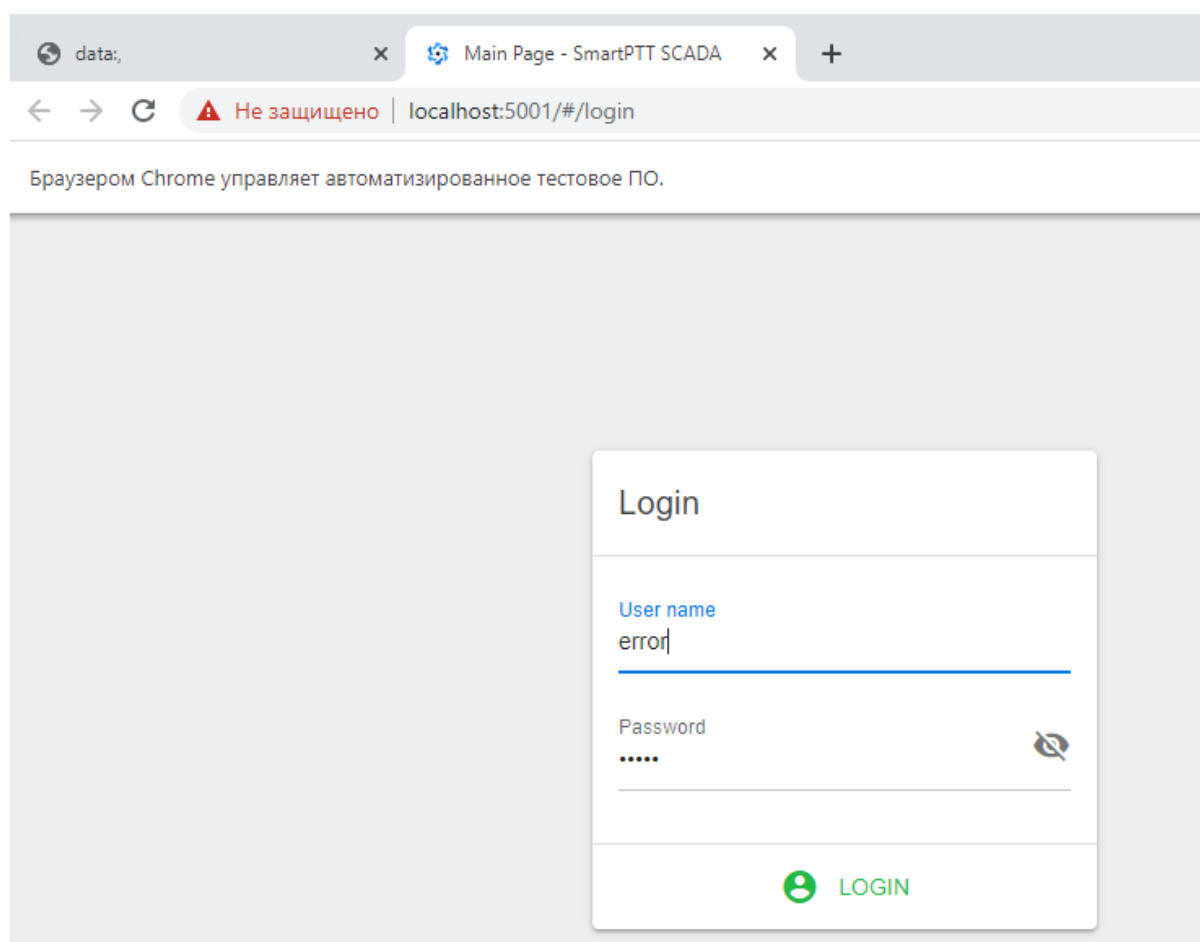 data:,
Main Page - SmartPTT SCADA
Не защищено localhost:5001/#/login
Браузером Chrome управляет автоматизированное тестовое ПО.
Login
User name
error
Password
•••••
LOGIN